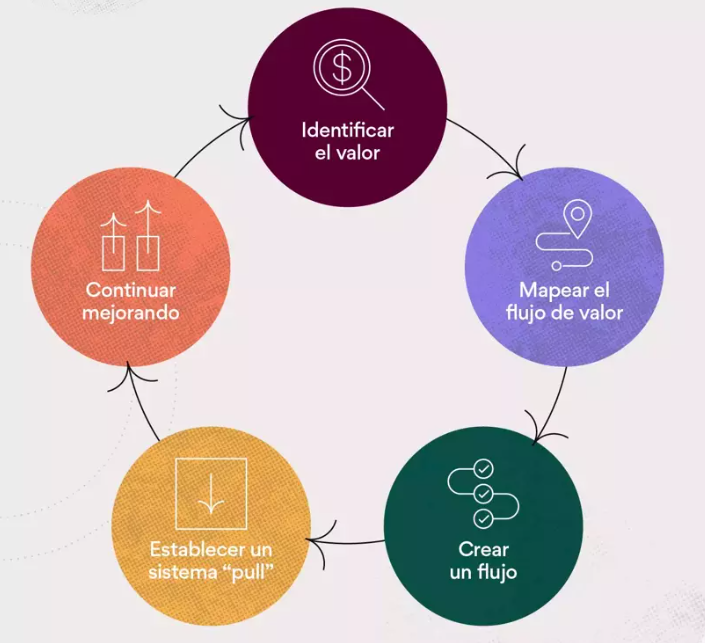 Identificar
el valor
Mapear el
flujo de valor
Crear
un flujo
Establecer un
sistema “pull”
Continuar
mejorando